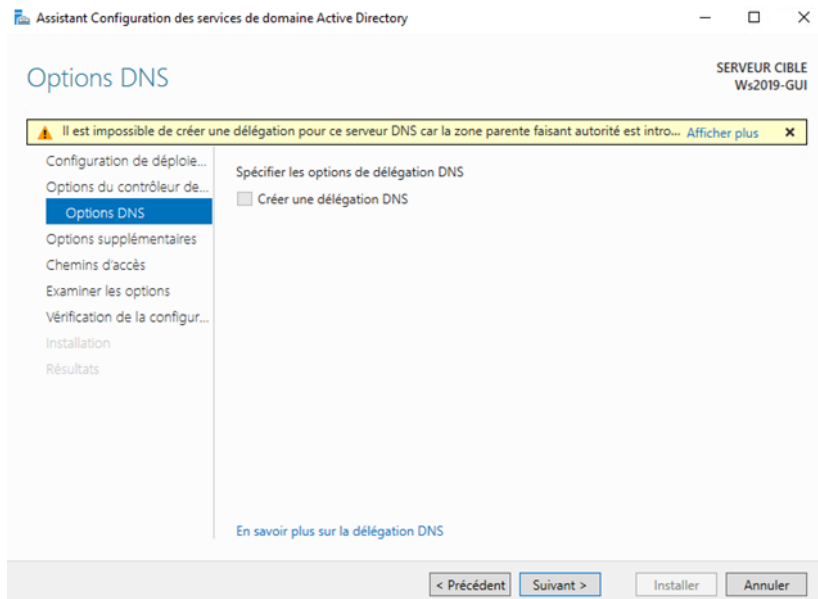 Assistant Configuration des services de domaine Active Directory
Options DNS
SERVEUR CIBLE
Ws2019-GUI
Il est impossible de créer une délégation pour ce serveur DNS car la zone parente faisant autorité est intro... Afficher plus
Configuration de déploie...
Options du contrôleur de...
Options DNS
Options supplémentaires
Chemins d'accès
Examiner les options
Vérification de la configur...
Installation
Résultats
Spécifier les options de délégation DNS
Créer une délégation DNS
En savoir plus sur la délégation DNS
< Précédent Suivant > Installer Annuler